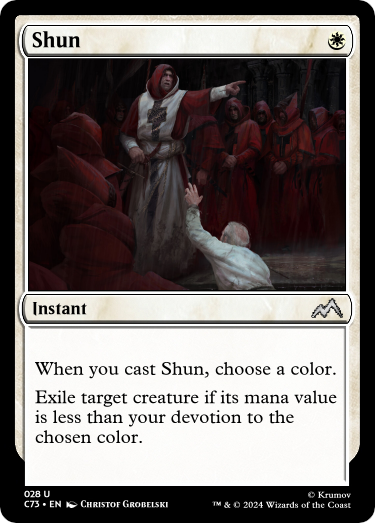 Shun
Instant
When you cast Shun, choose a color.
Exile target creature if its mana value
is less than your devotion to the
chosen color.
028 U
C73 • EN Christof Grobelski
© Krumov
™ & © 2024 Wizards of the Coast